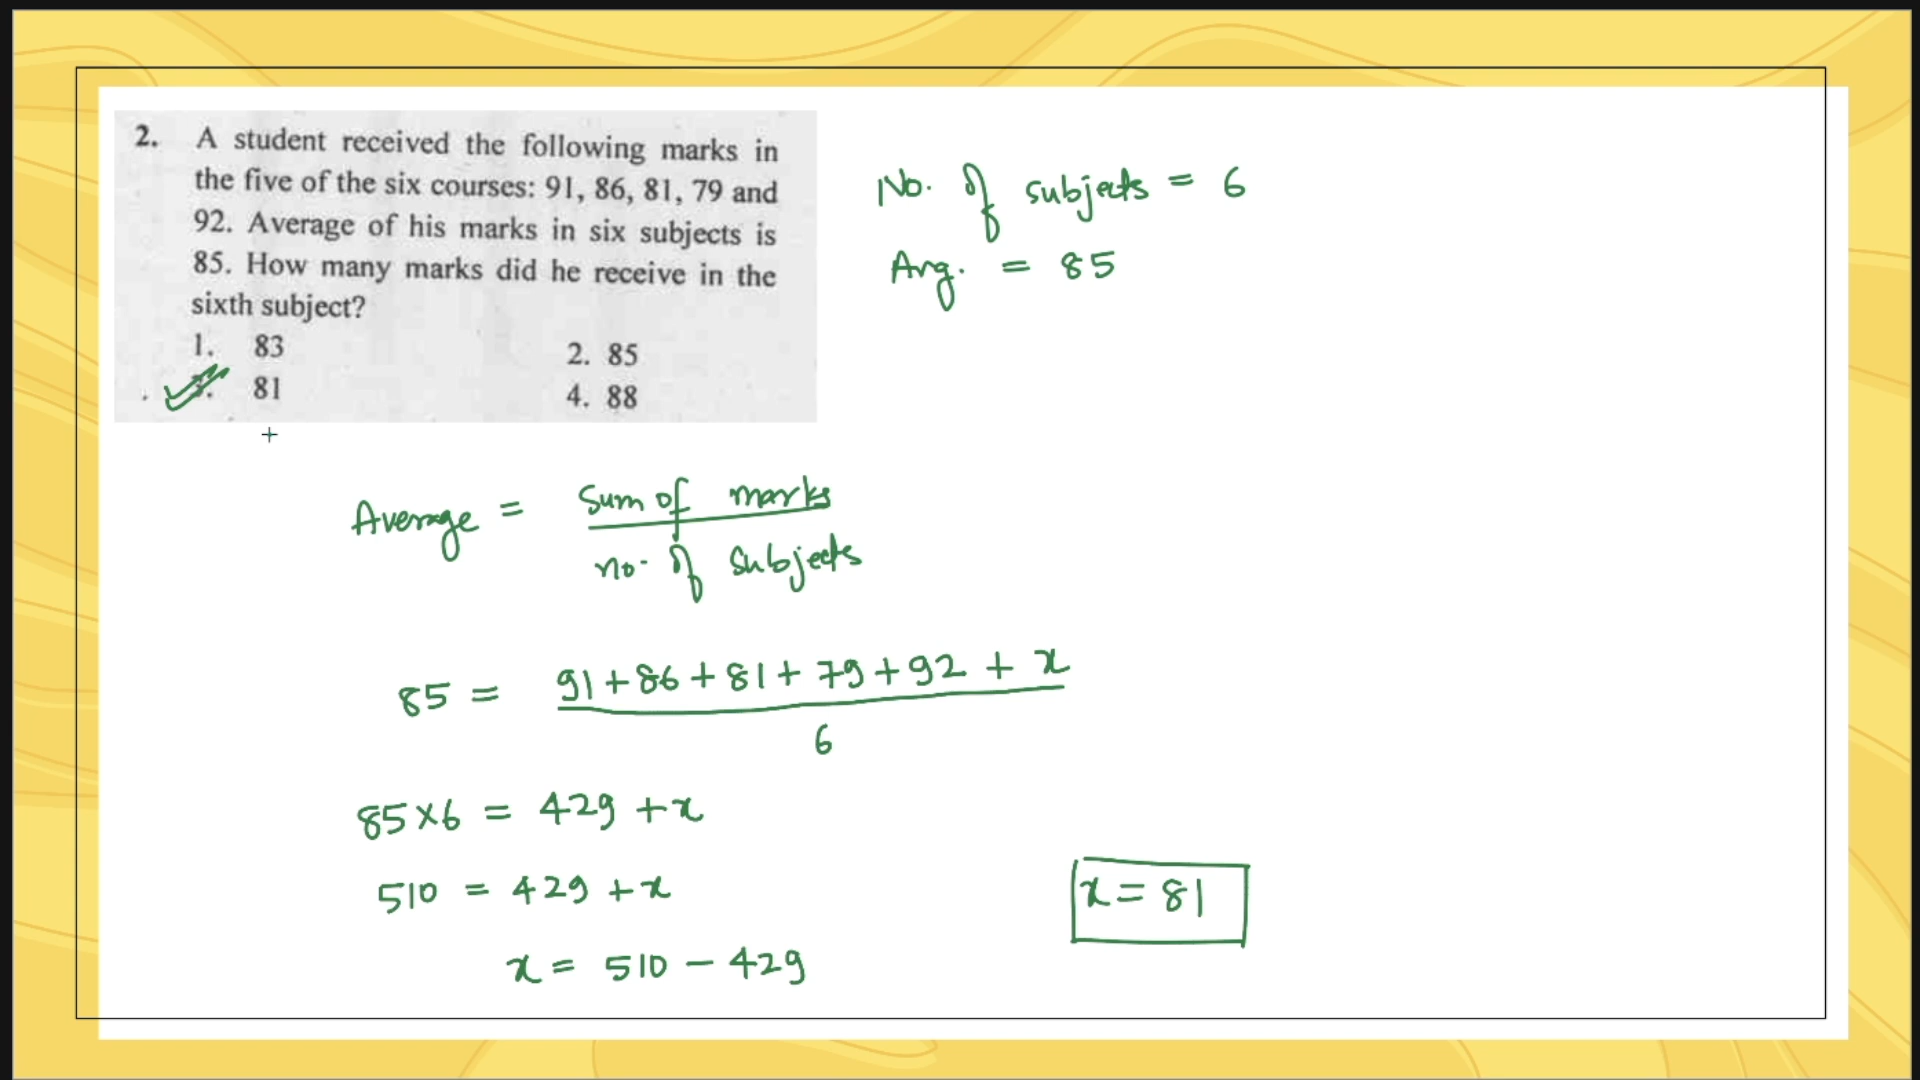 2. A student received the following marks in
the five of the six courses: 91, 86, 81, 79 and
92. Average of his marks in six subjects is
85. How many marks did he receive in the
sixth subject?
1. 83 2. 85
3. 81 4. 88
No. of subjects = 6
Avg. = 85
Average = Sum of marks
no. of Subjects
85 = 91+86+81+79+92 + x
6
85×6 = 429 +x
510 = 429 +x
x = 510 - 429
x = 81